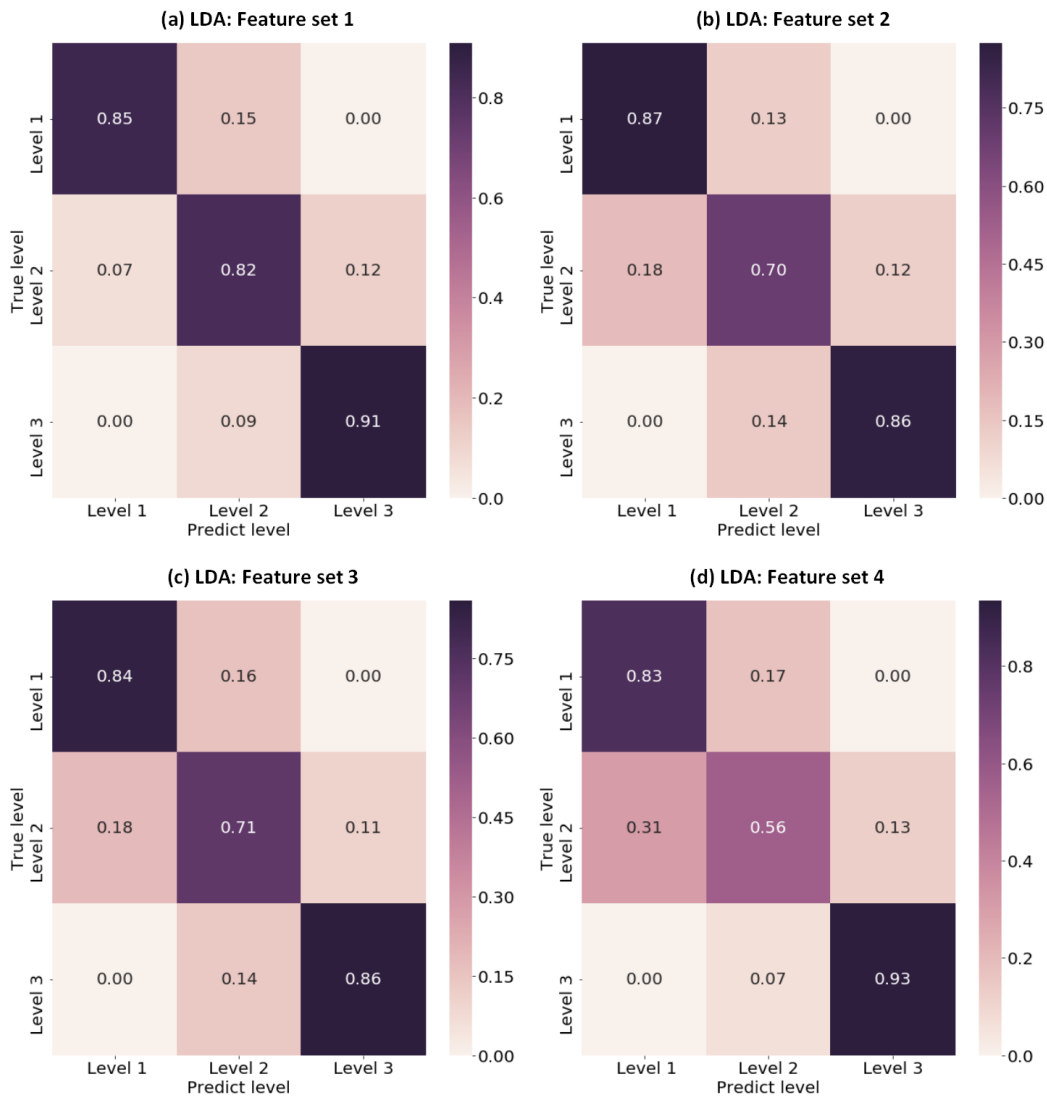 (a) LDA: Feature set 1
0.85 0.15 0.00
0.07 0.82 0.12
0.00 0.09 0.91
Level 1
Level 2
Level 3
True level
Level 1 Level 2 Level 3
Predict level
0.8
0.6
0.4
0.2
0.0
(b) LDA: Feature set 2
0.87 0.13 0.00
0.18 0.70 0.12
0.00 0.14 0.86
Level 1
Level 2
Level 3
True level
Level 1 Level 2 Level 3
Predict level
0.75
0.60
0.45
0.30
0.15
0.00
(c) LDA: Feature set 3
0.84 0.16 0.00
0.18 0.71 0.11
0.00 0.14 0.86
Level 1
Level 2
Level 3
True level
Level 1 Level 2 Level 3
Predict level
0.75
0.60
0.45
0.30
0.15
0.00
(d) LDA: Feature set 4
0.83 0.17 0.00
0.31 0.56 0.13
0.00 0.07 0.93
Level 1
Level 2
Level 3
True level
Level 1 Level 2 Level 3
Predict level
0.8
0.6
0.4
0.2
0.0